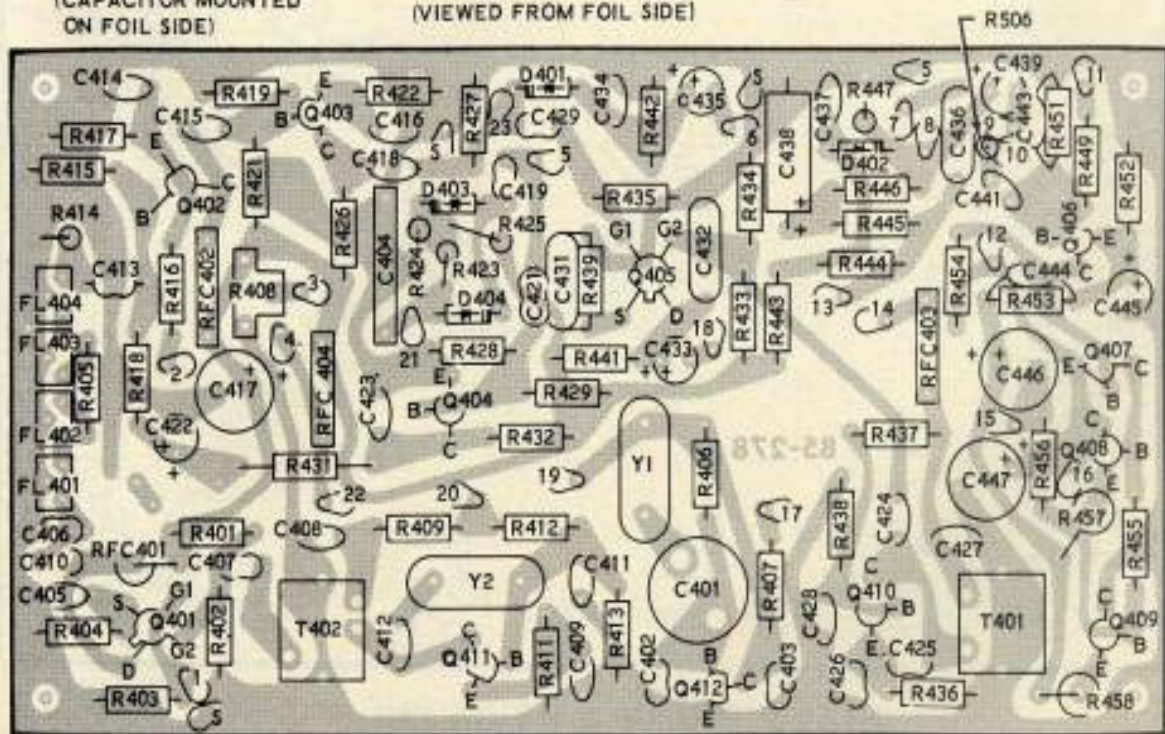 (CAPACITOR MOUNTED
ON FOIL SIDE)
(VIEWED FROM FOIL SIDE)
R506
C414
R419
E
B
Q403
C
R422
R427
D401
C434
R442
+
C435
S
C437
R447
5
+
C439
11
R417
C415
E
C416
S
23
C429
5
6
C438
7
8
C436
9
C443
R451
10
R415
C
B
Q402
R421
C418
D403
C419
R435
R434
D402
R446
C441
R449
R452
R414
R426
C404
R424
R425
R423
G1
G2
Q405
S
D
C432
+
R445
R444
12
Q406
B
E
C
FL404
C413
R416
RFC402
R408
3
D404
C421
C431
R439
R433
R443
13
14
R454
C444
R453
C445
+
FL403
4
21
R428
R441
C433
+
18
RFC403
+
C446
+
Q407
E
C
B
R405
R418
2
C417
+
+
RFC404
C423
E
B
Q404
C
R429
FL402
C422
+
R432
Y1
R406
85-278
R437
15
C
Q408
B
E
FL401
R431
22
20
19
17
R438
C424
C447
+
R456
16
R457
C406
R401
C408
R409
R412
C427
R455
C410
RFC401
C407
Y2
C411
C401
R407
C
Q410
B
E
C405
S
G1
Q401
G2
D
R404
R402
T402
C412
C
Q411
B
E
R411
C409
R413
C402
B
Q412
C
E
C403
C428
C426
C425
T401
C
Q409
B
E
R403
1
S
R436
R458